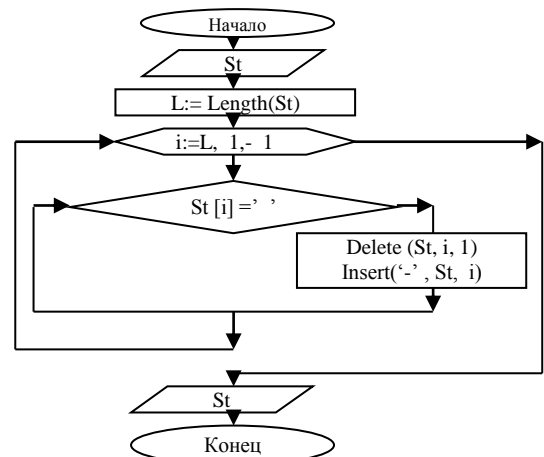 Начало
St
L:= Length(St)
i:=L, 1,- 1
St [i] =’ ’
Delete (St, i, 1)
Insert(‘-’ , St, i)
St
Конец